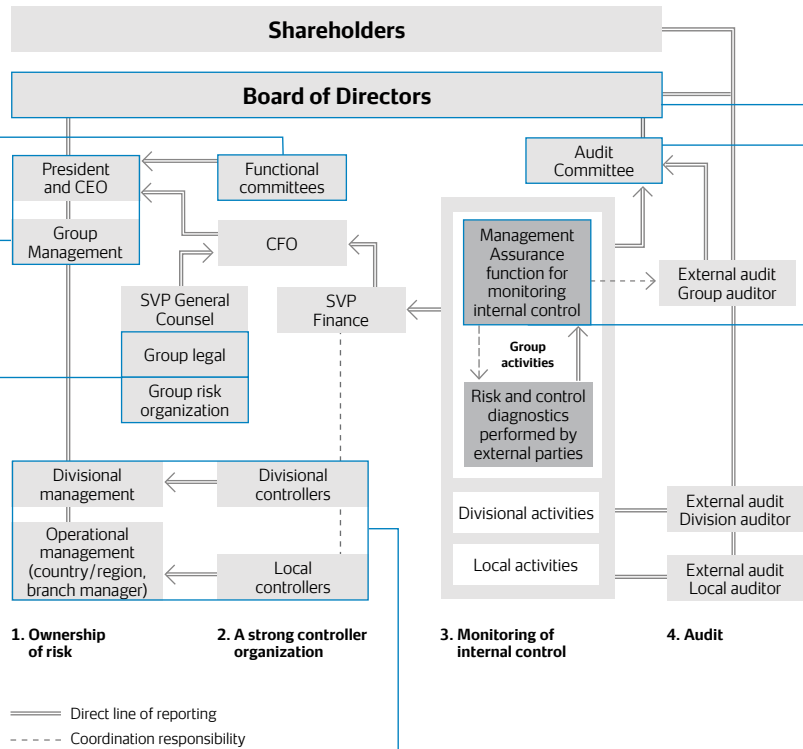 Shareholders
Board of Directors
President
and CEO
Functional
committees
Audit
Committee
Group
Management
CFO
Management
Assurance
function for
monitoring
internal control
External audit
Group auditor
SVP General
Counsel
SVP
Finance
Group legal
Group
activities
Group risk
organization
Risk and control
diagnostics
performed by
external parties
Divisional
management
Divisional
controllers
Divisional activities
External audit
Division auditor
Operational
management
(country/region,
branch manager)
Local
controllers
Local activities
External audit
Local auditor
1. Ownership
of risk
2. A strong controller
organization
3. Monitoring of
internal control
4. Audit
Direct line of reporting
Coordination responsibility